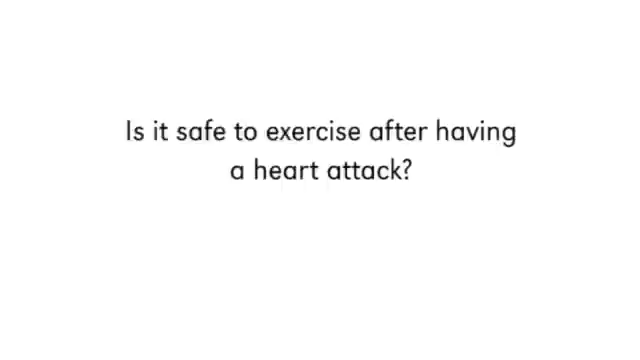 Is it safe to exercise after having
a heart attack?